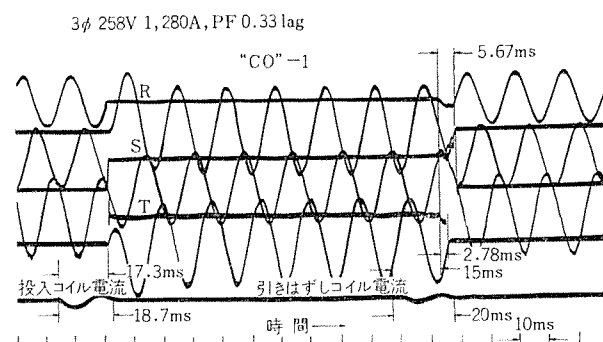 3φ 258V 1,280A, PF 0.33 lag
"CO"-1
5.67ms
R
S
T
2.78ms
17.3ms
15ms
投入コイル電流
引きはずしコイル電流
18.7ms
20ms
時間
10ms